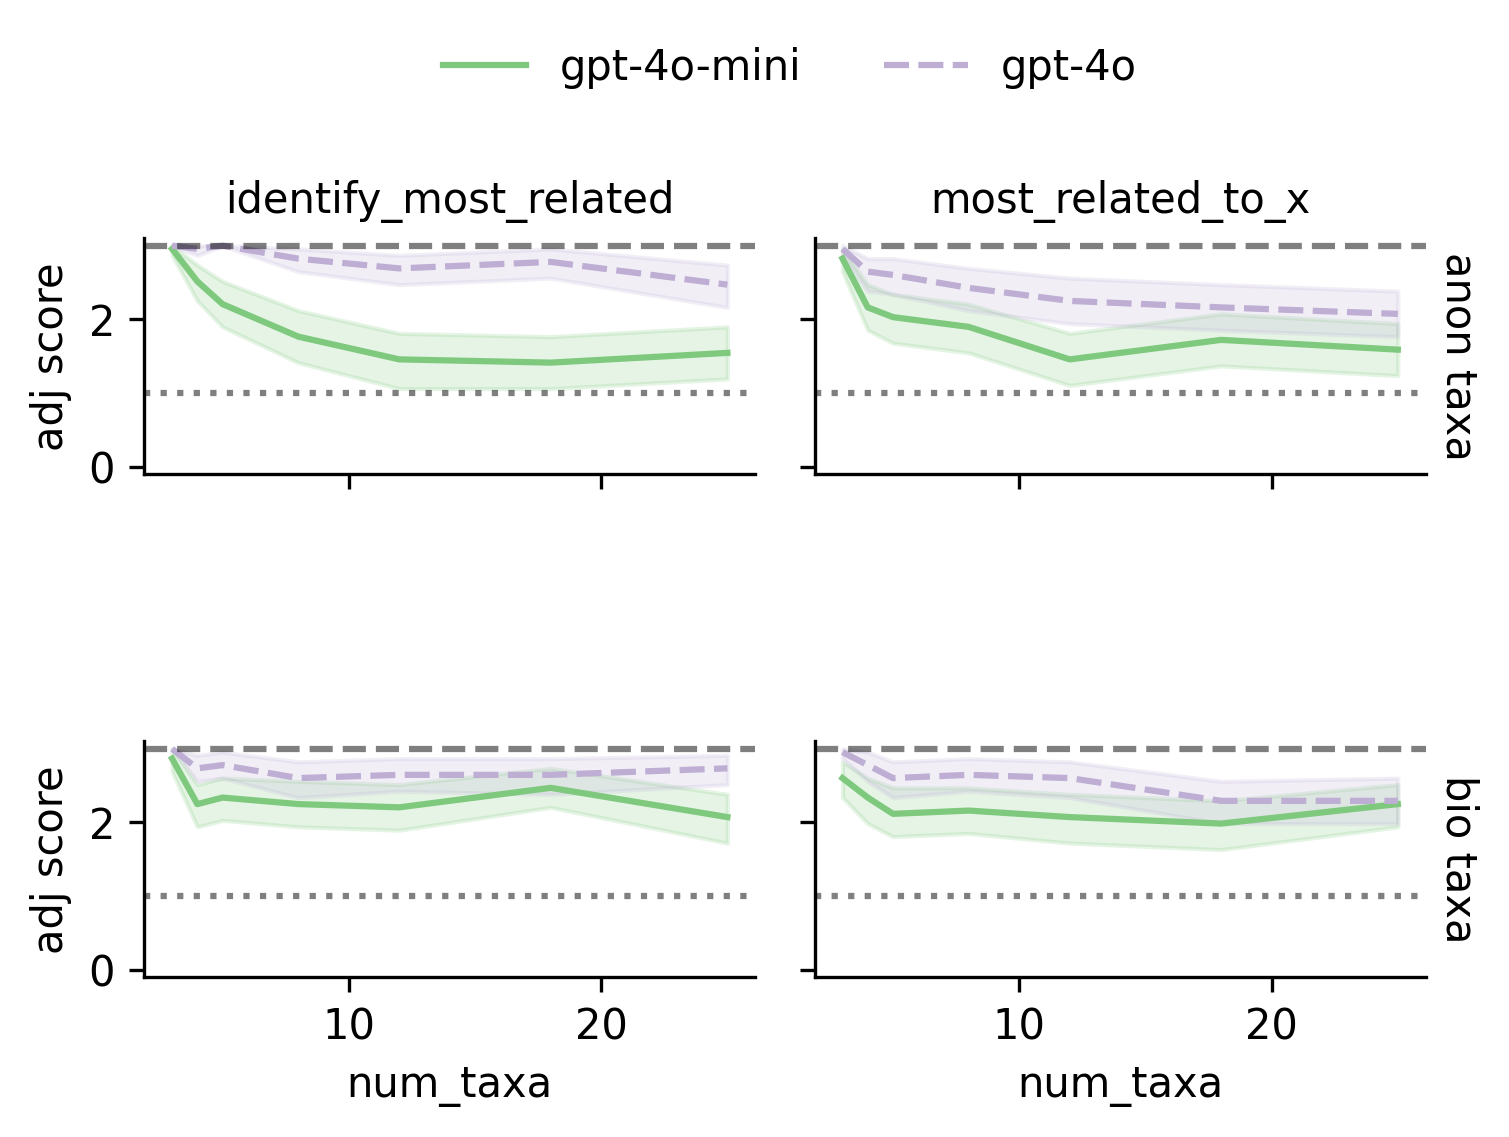 gpt-4o-mini gpt-4o
identify_most_related most_related_to_x
adj score
2
0
anon taxa
adj score
2
0
bio taxa
10 20 10 20
num_taxa num_taxa